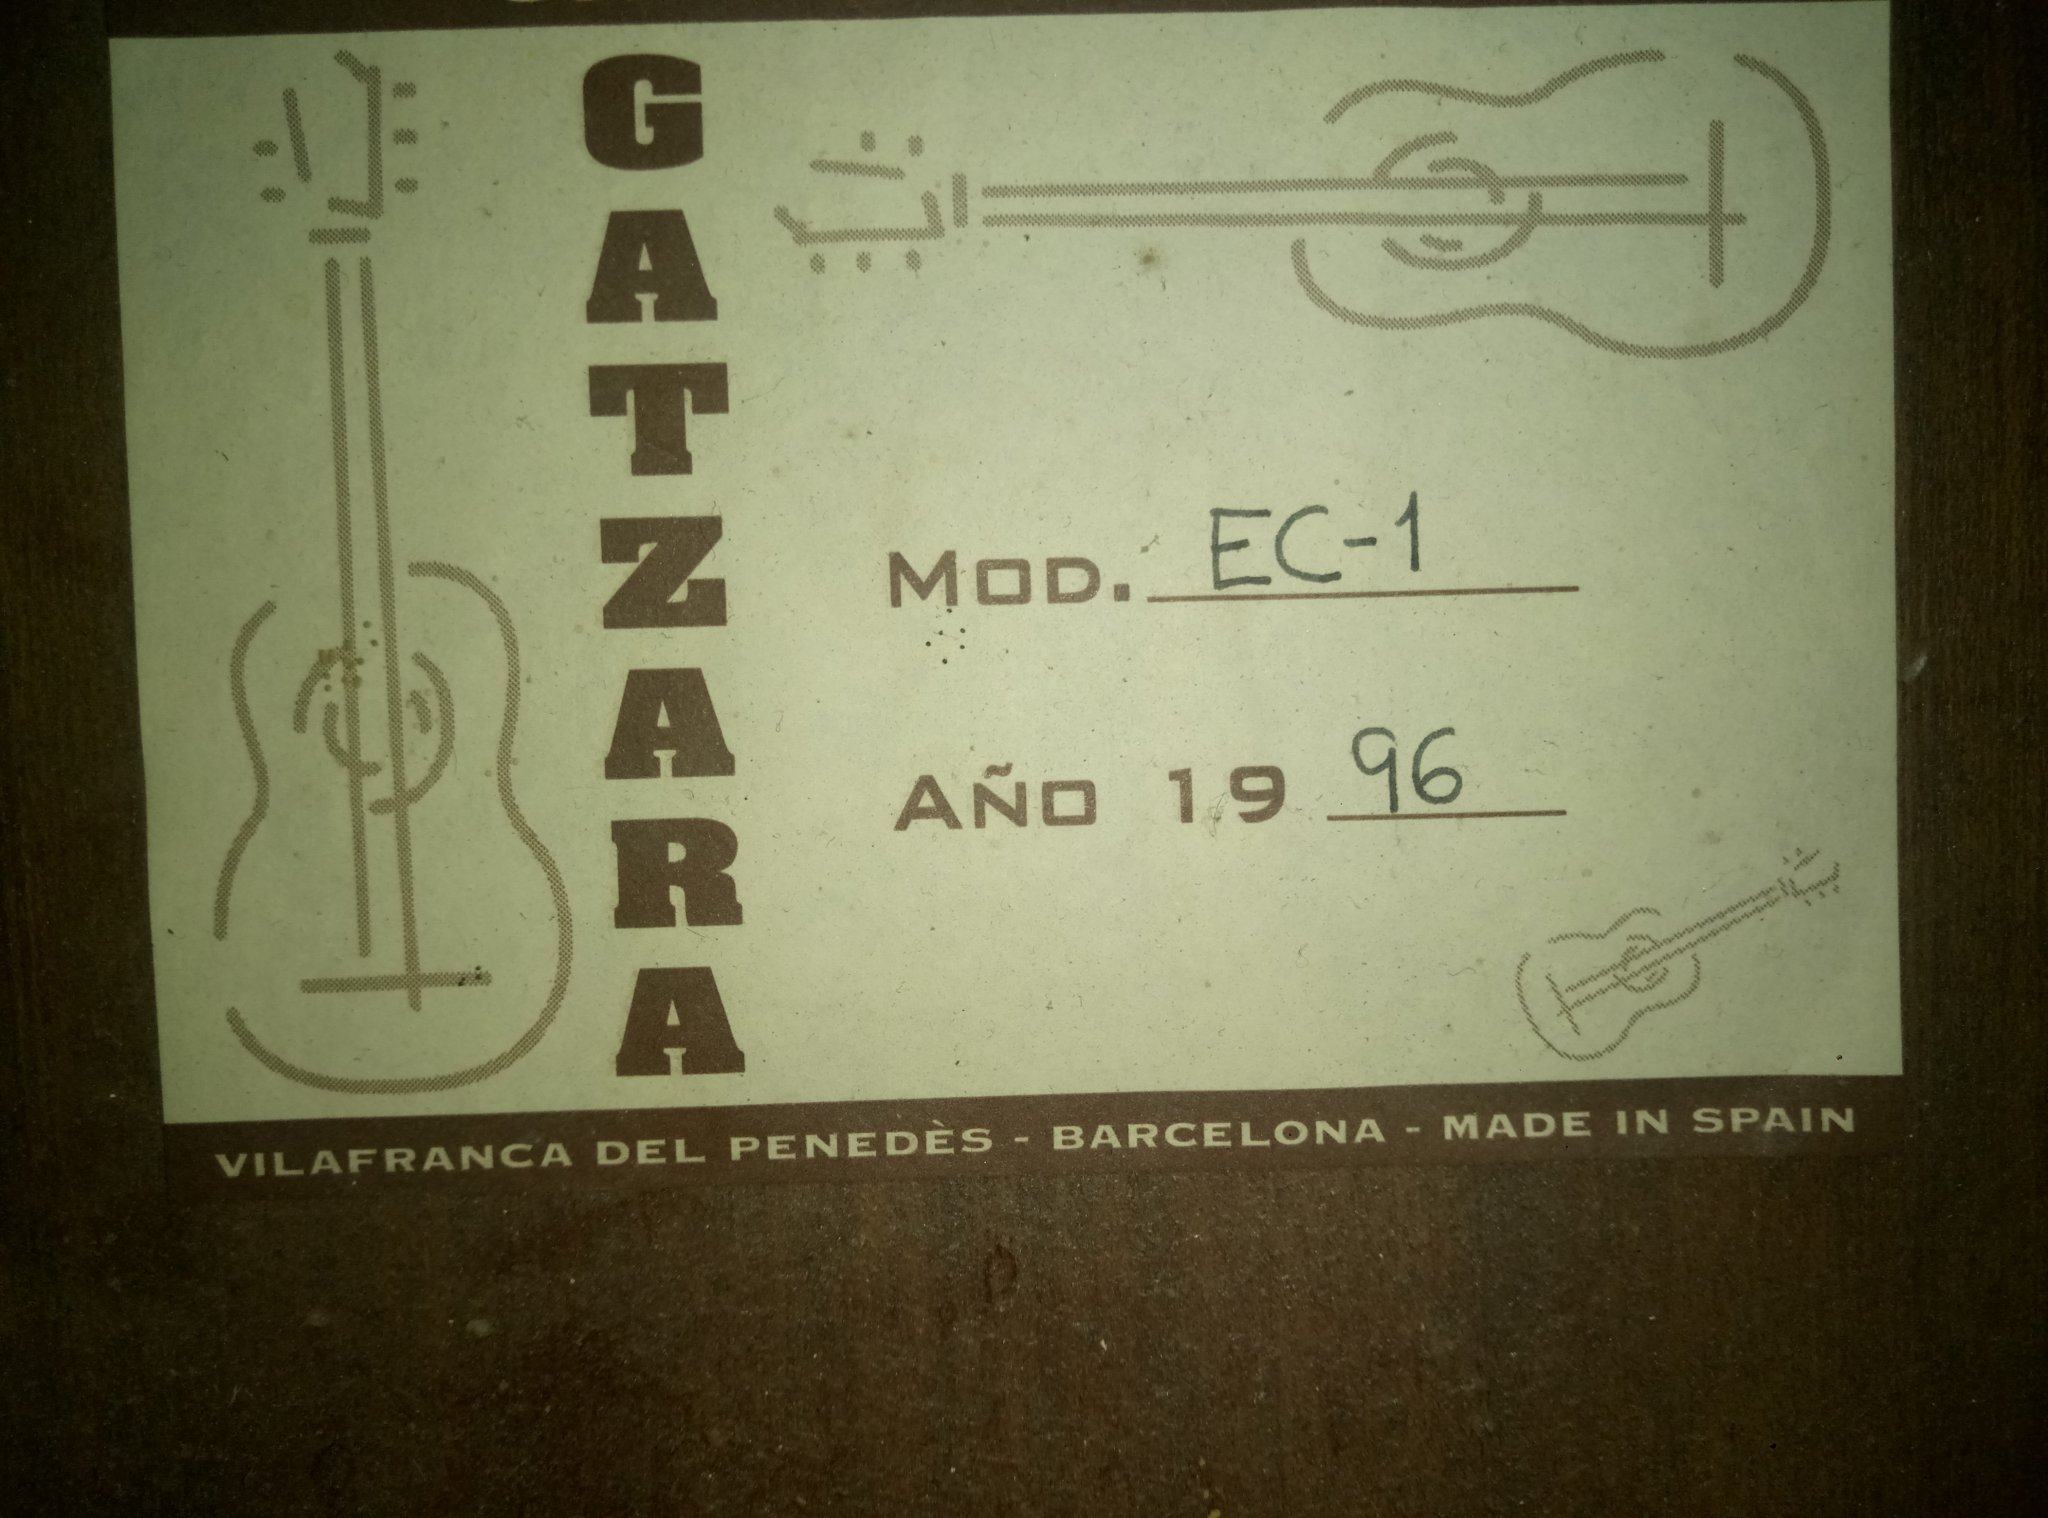 GATZARA
MOD. EC-1
AÑO 19 96
VILAFRANCA DEL PENEDÈS - BARCELONA - MADE IN SPAIN